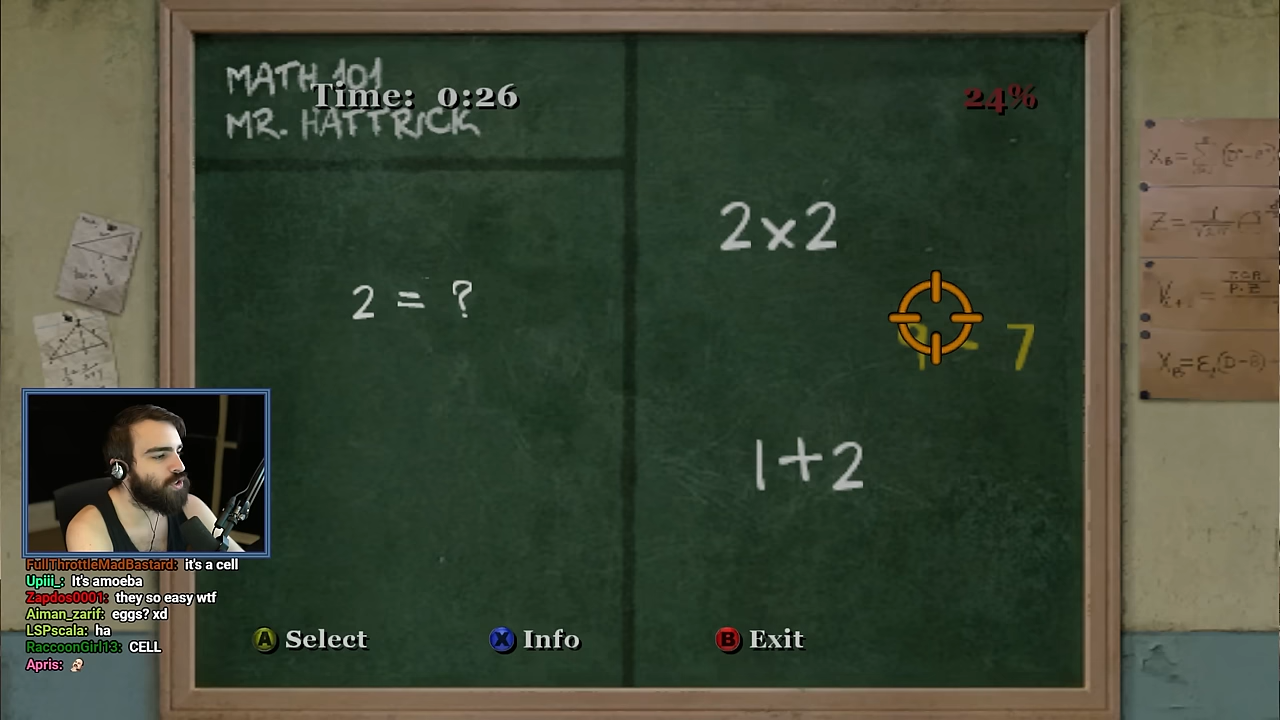 MATH 101
Time: 0:26
24%
MR. HATTRICK
2x2
2 = ?
- 7
1+2
FullThrottleMadBastard: it's a cell
Upiii_: It's amoeba
Zapdos0001: they so easy wtf
Aiman_zarif: eggs? xd
LSPscala: ha
RaccoonGirl13: CELL
Apris:
A Select
X Info
B Exit